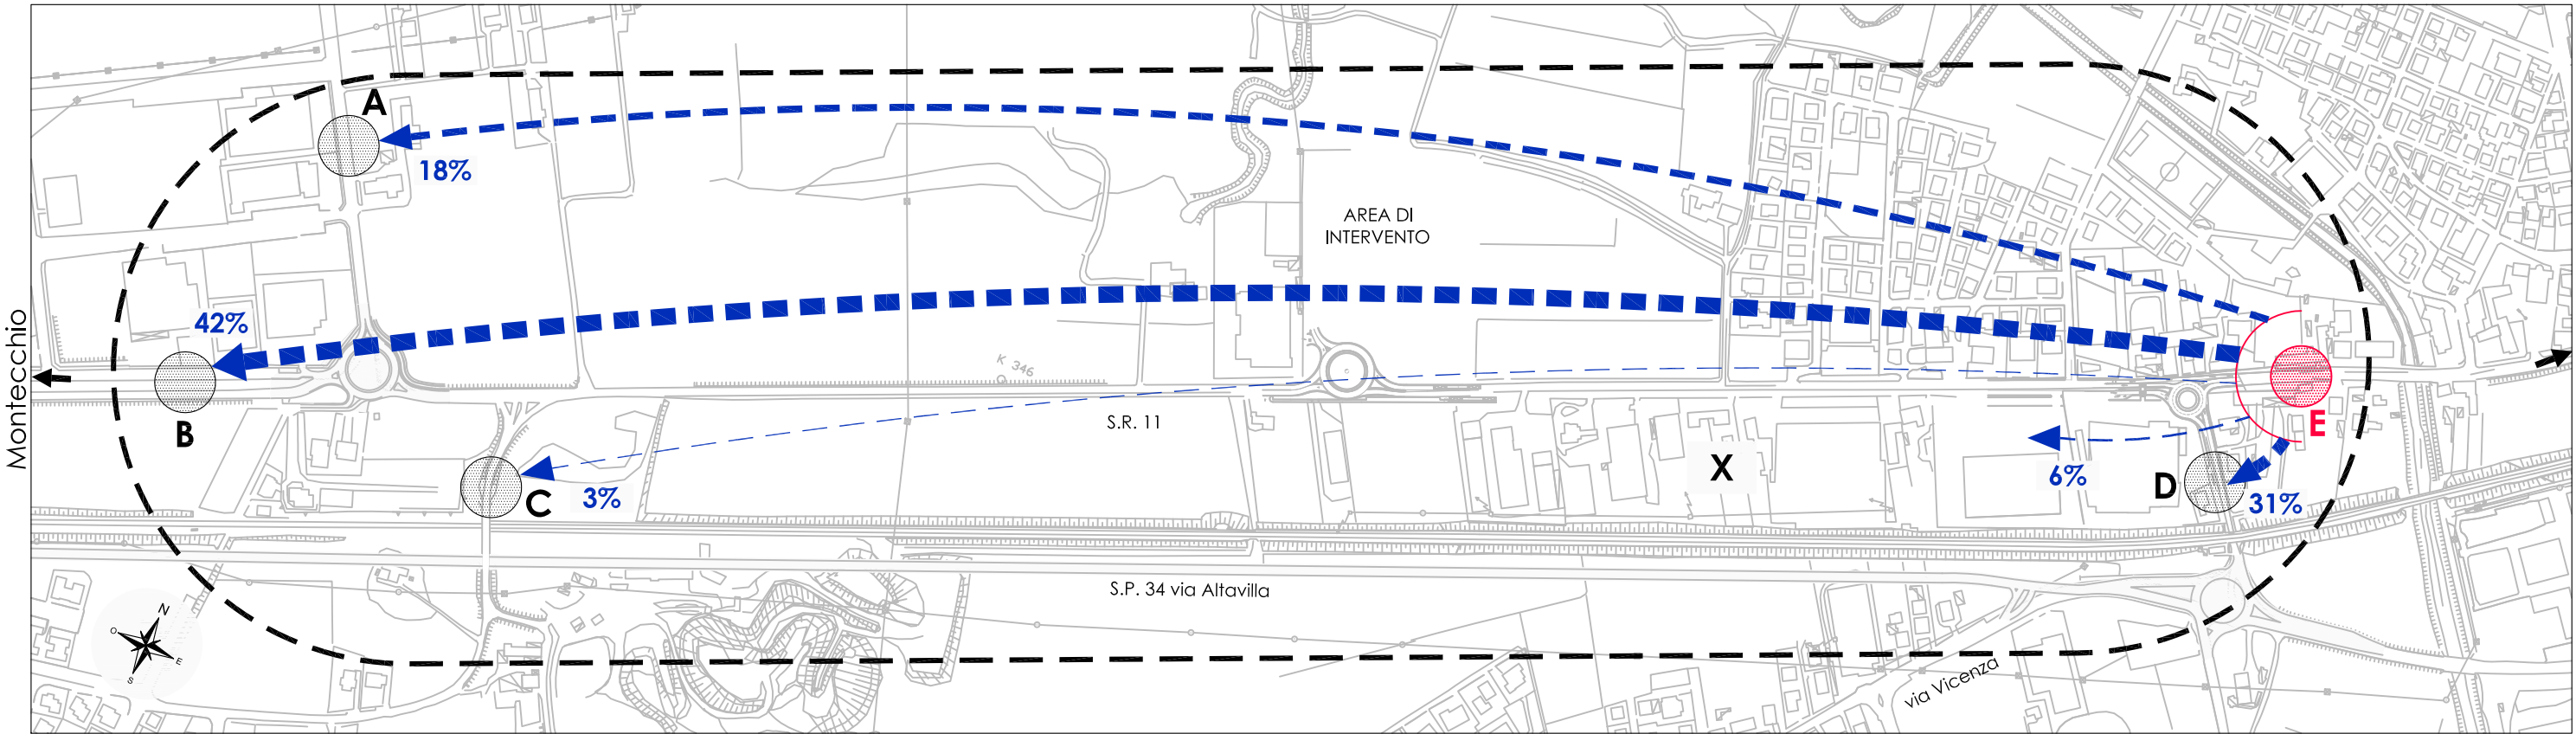 A
18%
AREA DI
INTERVENTO
Montecchio
42%
B
K 346
S.R. 11
E
X
6%
D
31%
C
3%
S.P. 34 via Altavilla
via Vicenza
N
O
E
S